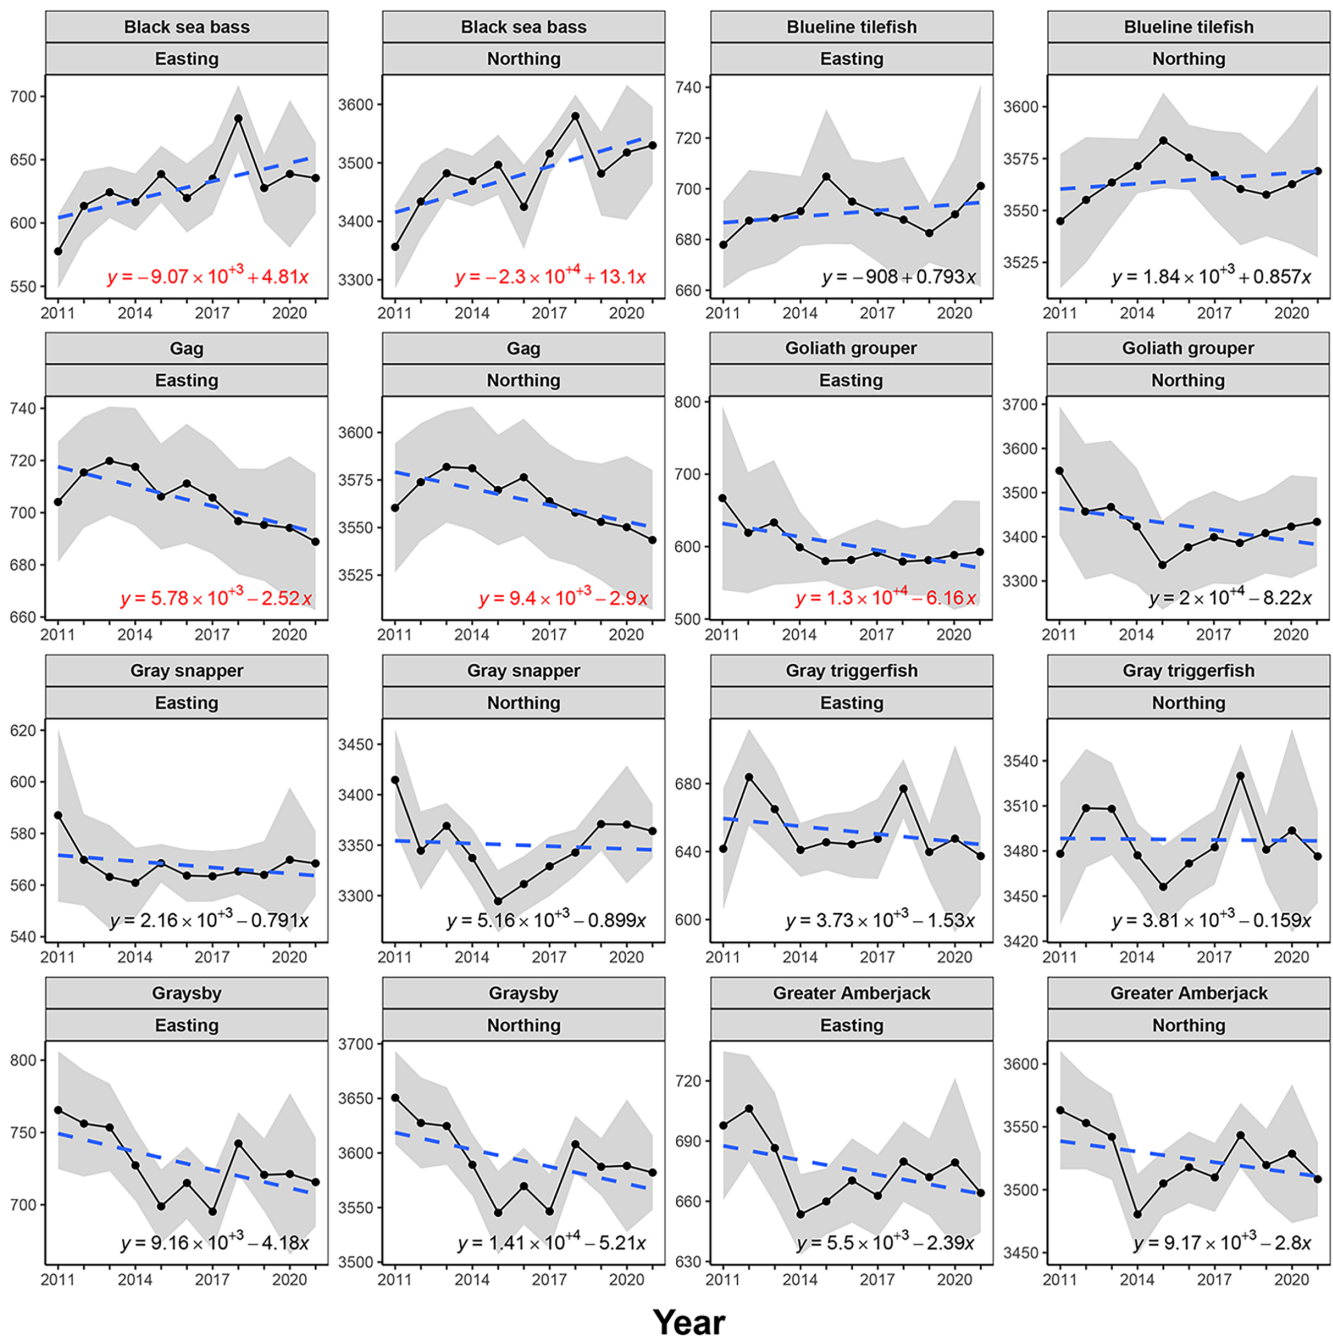 Black sea bass Black sea bass Blueline tilefish Blueline tilefish
Easting Northing Easting Northing
700
650
600
550
y = −9.07 × 10⁺³ + 4.81x
2011 2014 2017 2020
3600
3500
3400
3300
y = −2.3 × 10⁺⁴ + 13.1x
2011 2014 2017 2020
740
720
700
680
660
y = −908 + 0.793x
2011 2014 2017 2020
3600
3575
3550
3525
y = 1.84 × 10⁺³ + 0.857x
2011 2014 2017 2020
Gag Gag Goliath grouper Goliath grouper
Easting Northing Easting Northing
740
720
700
680
660
y = 5.78 × 10⁺³ − 2.52x
2011 2014 2017 2020
3600
3575
3550
3525
y = 9.4 × 10⁺³ − 2.9x
2011 2014 2017 2020
800
700
600
500
y = 1.3 × 10⁺⁴ − 6.16x
2011 2014 2017 2020
3700
3600
3500
3400
3300
y = 2 × 10⁺⁴ − 8.22x
2011 2014 2017 2020
Gray snapper Gray snapper Gray triggerfish Gray triggerfish
Easting Northing Easting Northing
620
600
580
560
540
y = 2.16 × 10⁺³ − 0.791x
2011 2014 2017 2020
3450
3400
3350
3300
y = 5.16 × 10⁺³ − 0.899x
2011 2014 2017 2020
680
640
600
y = 3.73 × 10⁺³ − 1.53x
2011 2014 2017 2020
3540
3510
3480
3450
3420
y = 3.81 × 10⁺³ − 0.159x
2011 2014 2017 2020
Graysby Graysby Greater Amberjack Greater Amberjack
Easting Northing Easting Northing
800
750
700
y = 9.16 × 10⁺³ − 4.18x
2011 2014 2017 2020
3700
3650
3600
3550
3500
y = 1.41 × 10⁺⁴ − 5.21x
2011 2014 2017 2020
720
690
660
630
y = 5.5 × 10⁺³ − 2.39x
2011 2014 2017 2020
3600
3550
3500
3450
y = 9.17 × 10⁺³ − 2.8x
2011 2014 2017 2020
Year